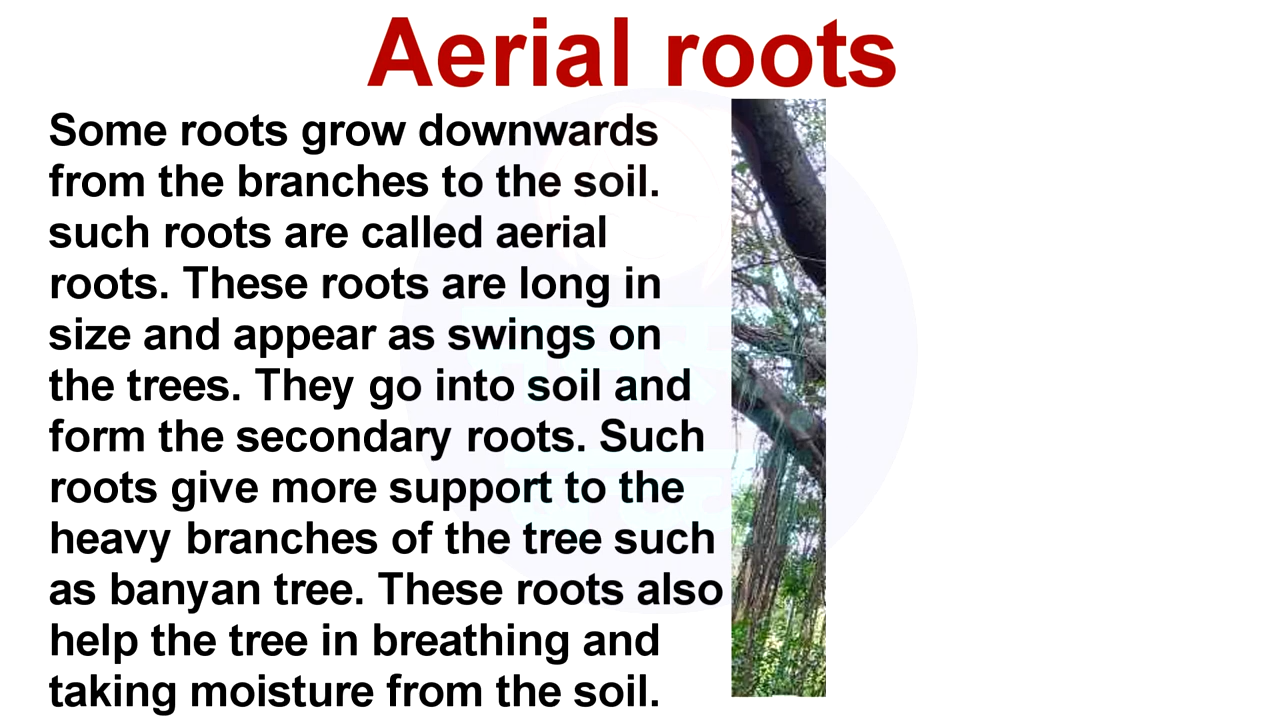 Aerial roots
Some roots grow downwards
from the branches to the soil.
such roots are called aerial
roots. These roots are long in
size and appear as swings on
the trees. They go into soil and
form the secondary roots. Such
roots give more support to the
heavy branches of the tree such
as banyan tree. These roots also
help the tree in breathing and
taking moisture from the soil.